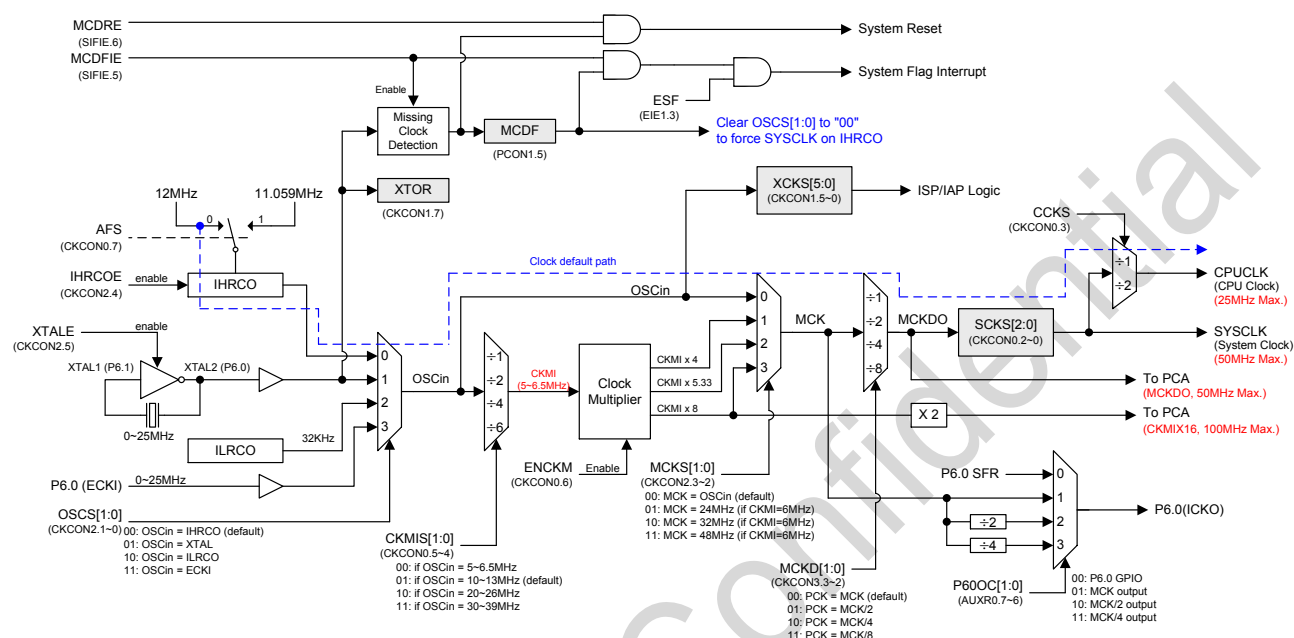 MCDRE
(SIFIE.6)
System Reset
MCDFIE
(SIFIE.5)
System Flag Interrupt
Enable
ESF
(EIE1.3)
Missing
Clock
Detection
MCDF
(PCON1.5)
Clear OSCS[1:0] to "00"
to force SYSCLK on IHRCO
XTOR
(CKCON1.7)
XCKS[5:0]
(CKCON1.5~0)
ISP/IAP Logic
12MHz
11.059MHz
0
1
AFS
(CKCON0.7)
CCKS
(CKCON0.3)
IHRCOE
(CKCON2.4)
enable
IHRCO
Clock default path
OSCin
÷1
÷2
CPUCLK
(CPU Clock)
(25MHz Max.)
XTALE
(CKCON2.5)
enable
XTAL1 (P6.1)
XTAL2 (P6.0)
0~25MHz
0
1
2
3
OSCin
÷1
÷2
÷4
÷6
CKMI
(5~6.5MHz)
Clock
Multiplier
CKMI x 4
CKMI x 5.33
CKMI x 8
0
1
2
3
MCK
÷1
÷2
÷4
÷8
MCKDO
SCKS[2:0]
(CKCON0.2~0)
SYSCLK
(System Clock)
(50MHz Max.)
To PCA
(MCKDO, 50MHz Max.)
X 2
To PCA
(CKMIX16, 100MHz Max.)
ILRCO
32KHz
P6.0 (ECKI)
0~25MHz
OSCS[1:0]
(CKCON2.1~0)
00: OSCin = IHRCO (default)
01: OSCin = XTAL
10: OSCin = ILRCO
11: OSCin = ECKI
ENCKM
(CKCON0.6)
Enable
CKMIS[1:0]
(CKCON0.5~4)
00: if OSCin = 5~6.5MHz
01: if OSCin = 10~13MHz (default)
10: if OSCin = 20~26MHz
11: if OSCin = 30~39MHz
MCKS[1:0]
(CKCON2.3~2)
00: MCK = OSCin (default)
01: MCK = 24MHz (if CKMI=6MHz)
10: MCK = 32MHz (if CKMI=6MHz)
11: MCK = 48MHz (if CKMI=6MHz)
MCKD[1:0]
(CKCON3.3~2)
00: PCK = MCK (default)
01: PCK = MCK/2
10: PCK = MCK/4
11: PCK = MCK/8
P6.0 SFR
÷2
÷4
0
1
2
3
P6.0(ICKO)
P60OC[1:0]
(AUXR0.7~6)
00: P6.0 GPIO
01: MCK output
10: MCK/2 output
11: MCK/4 output
Confidential